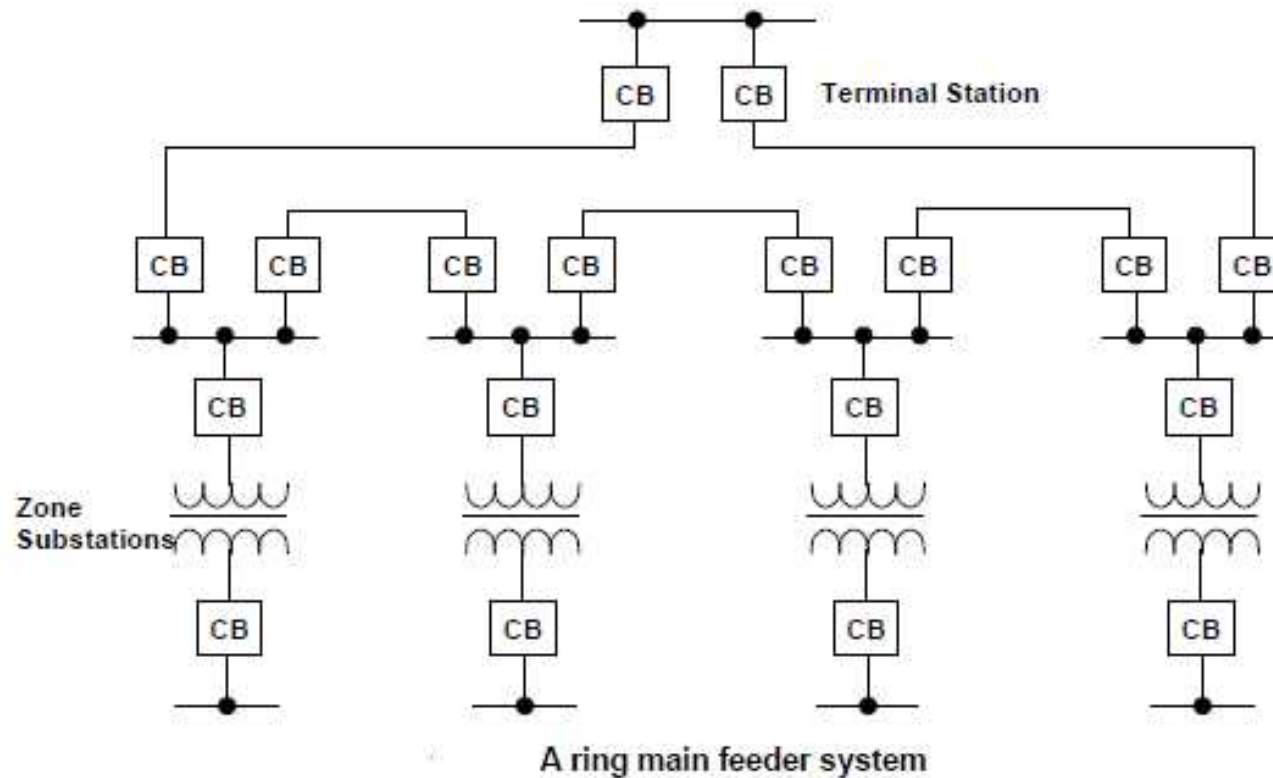 CB CB Terminal Station
CB CB CB CB CB CB CB CB
CB CB CB CB
Zone
Substations
CB CB CB CB
A ring main feeder system